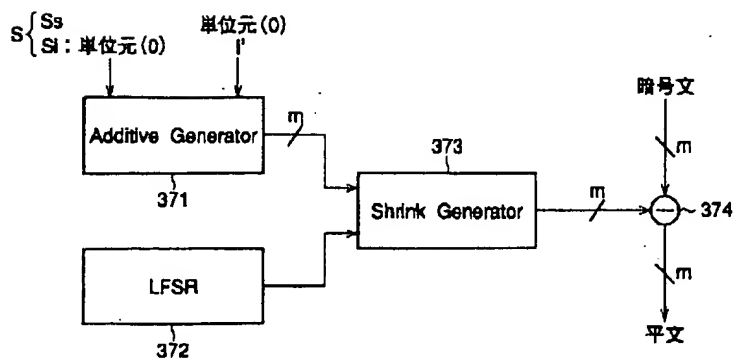 S { Ss
Si : 単位元(0)
単位元(0)
I'
Additive Generator
371
m
暗号文
m
373
Shrink Generator
m
374
LFSR
372
m
平文